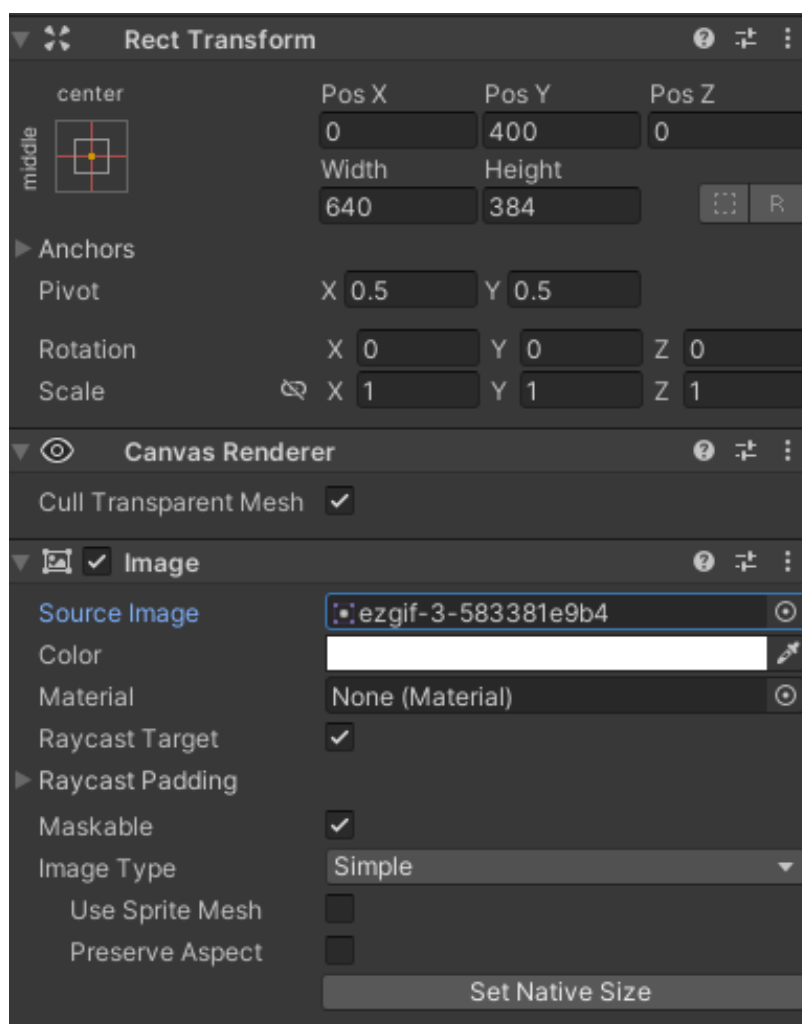 Rect Transform
center
Pos X Pos Y Pos Z
middle
0 400 0
Width Height
640 384
R
Anchors
Pivot X 0.5 Y 0.5
Rotation X 0 Y 0 Z 0
Scale X 1 Y 1 Z 1
Canvas Renderer
Cull Transparent Mesh
Image
Source Image ezgif-3-583381e9b4
Color
Material None (Material)
Raycast Target
Raycast Padding
Maskable
Image Type Simple
Use Sprite Mesh
Preserve Aspect
Set Native Size